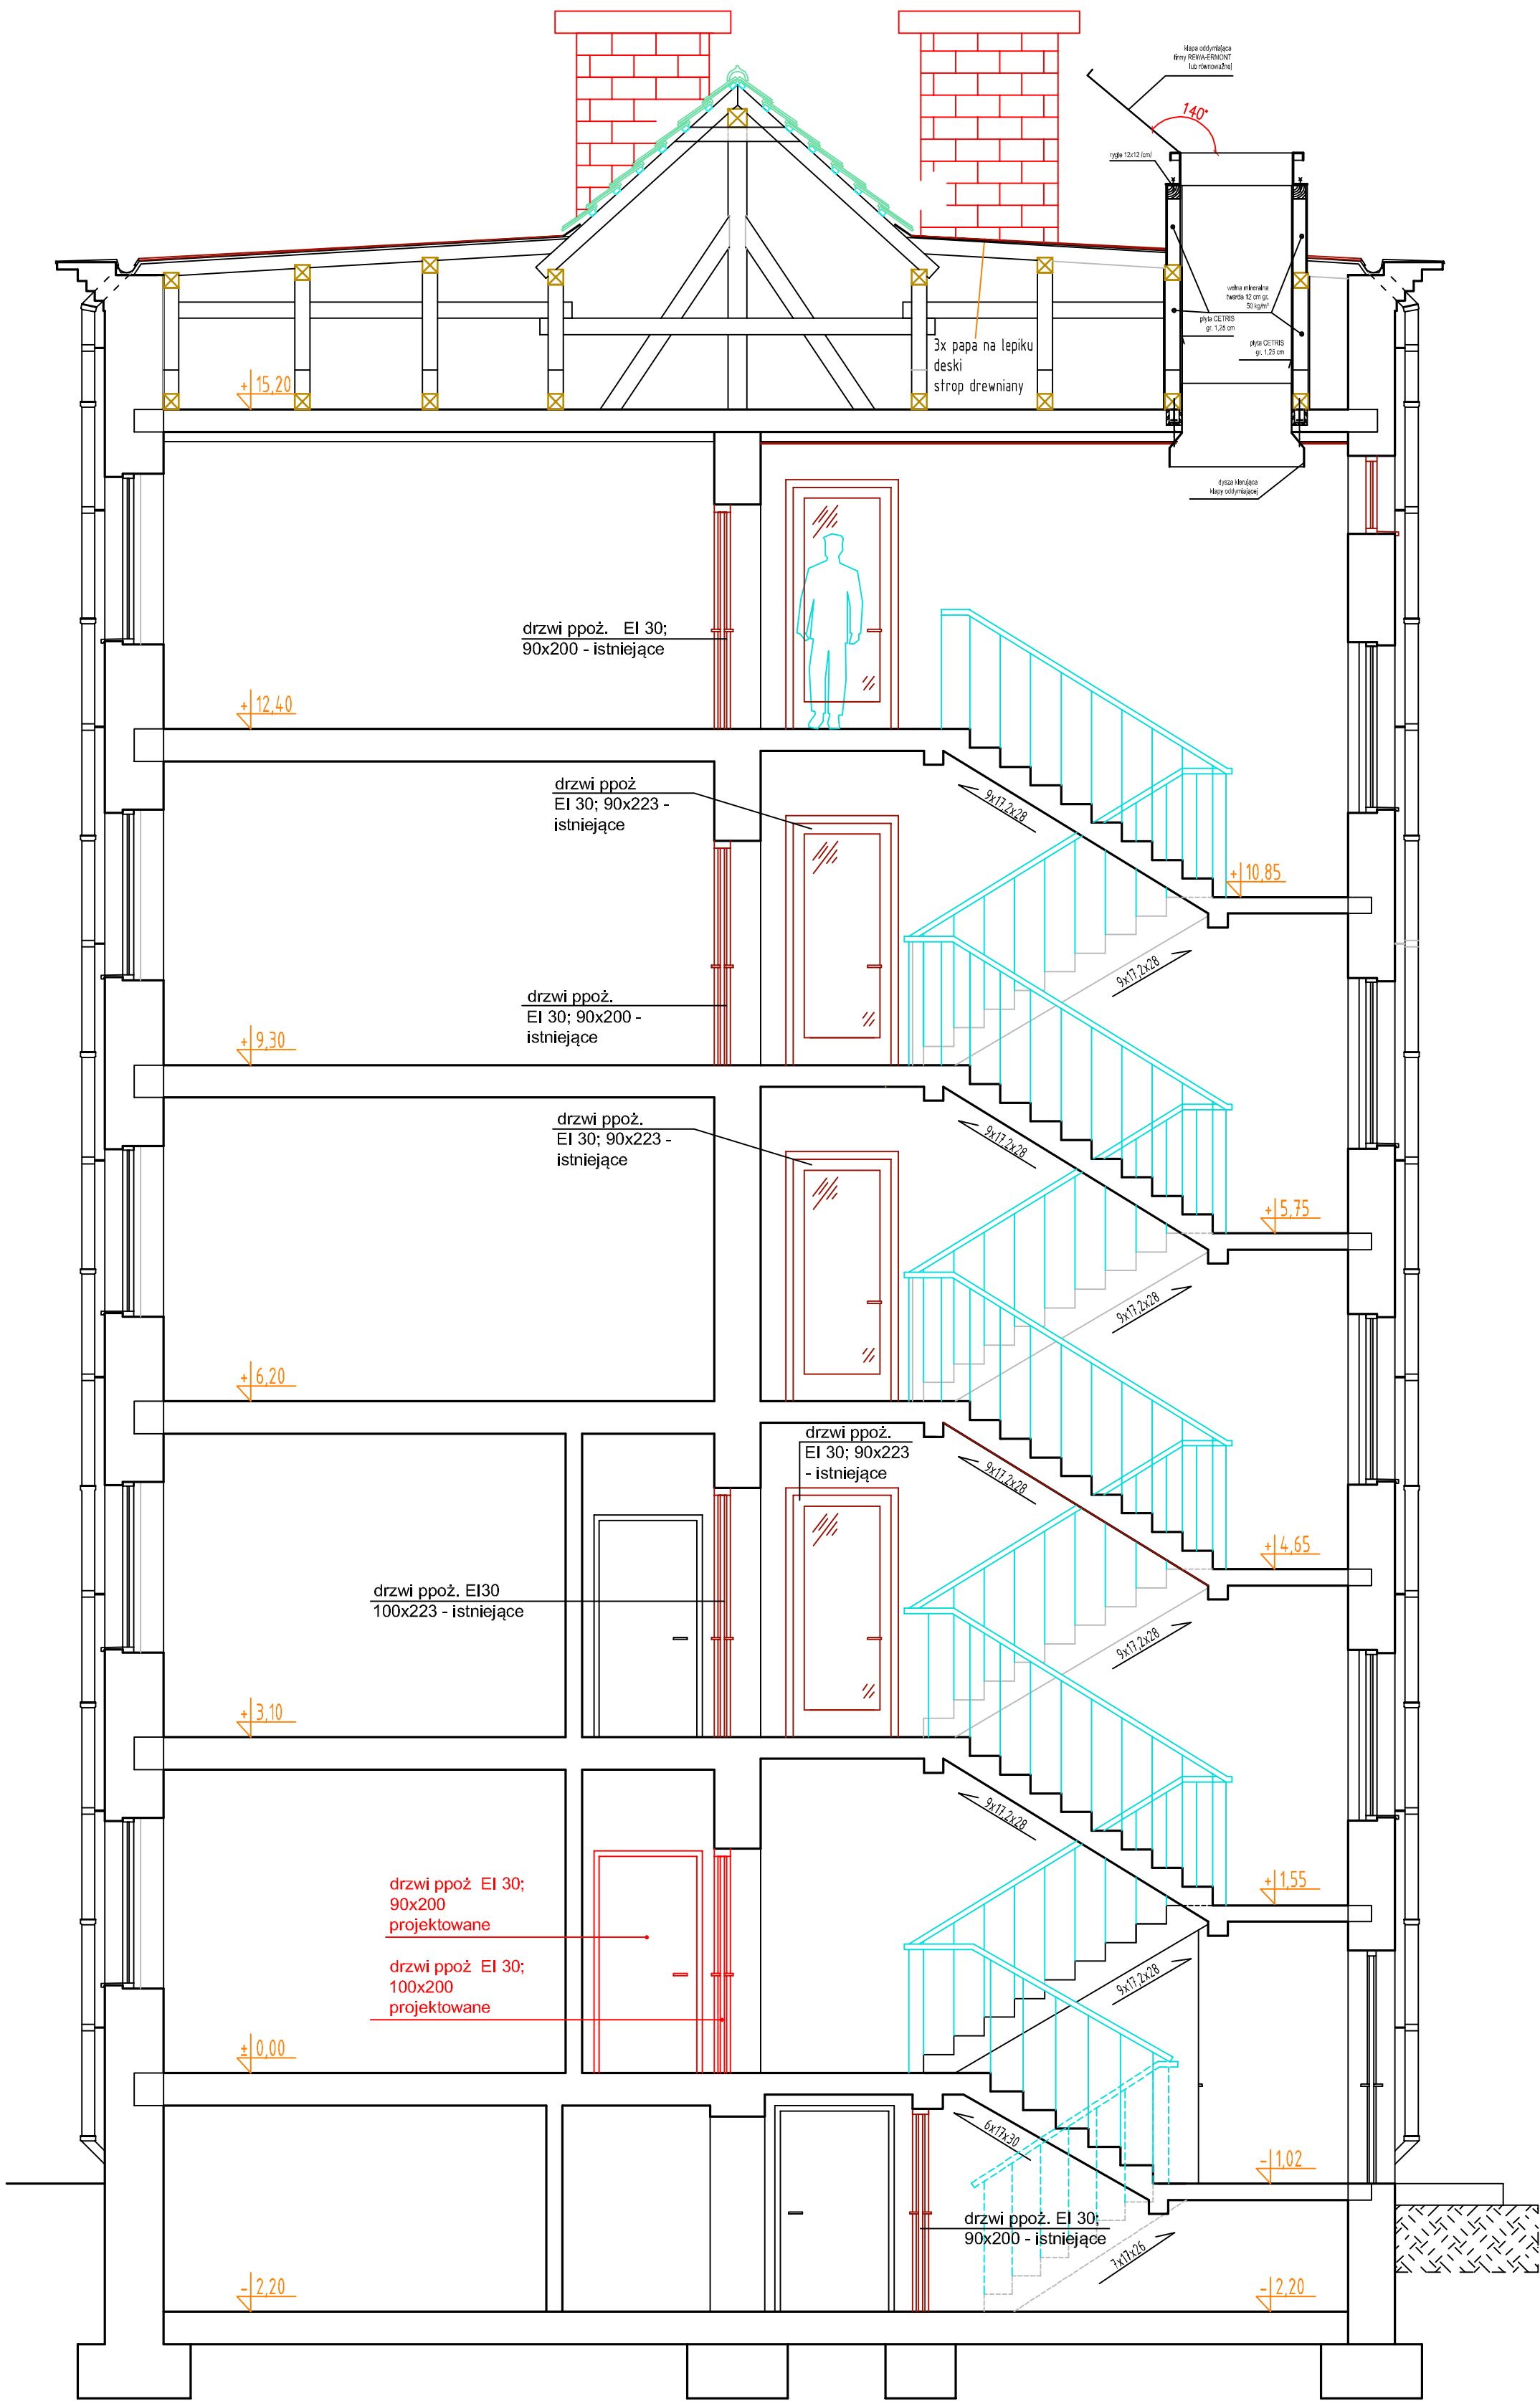 klapa oddymiająca
firmy REWA-ERMONT
lub równoważnej
140°
rygle 12x12 /cm/
wełna mineralna
twarda 12 cm gr.
50 kg/m³
płyta CETRIS
gr. 1,25 cm
płyta CETRIS
gr. 1,25 cm
3x papa na lepiku
deski
strop drewniany
+15,20
dysza kierująca
klapy oddymiającej
drzwi ppoż. EI 30;
90x200 - istniejące
+12,40
drzwi ppoż
EI 30; 90x223 -
istniejące
9x17,2x28
+10,85
9x17,2x28
drzwi ppoż.
EI 30; 90x200 -
istniejące
+9,30
drzwi ppoż.
EI 30; 90x223 -
istniejące
9x17,2x28
+5,75
9x17,2x28
+6,20
drzwi ppoż.
EI 30; 90x223
- istniejące
9x17,2x28
+4,65
drzwi ppoż. EI30
100x223 - istniejące
9x17,2x28
+3,10
9x17,2x28
+1,55
drzwi ppoż EI 30;
90x200
projektowane
drzwi ppoż EI 30;
100x200
projektowane
9x17,2x28
±0,00
6x17x30
-1,02
drzwi ppoż. EI 30;
90x200 - istniejące
7x17x26
-2,20
-2,20